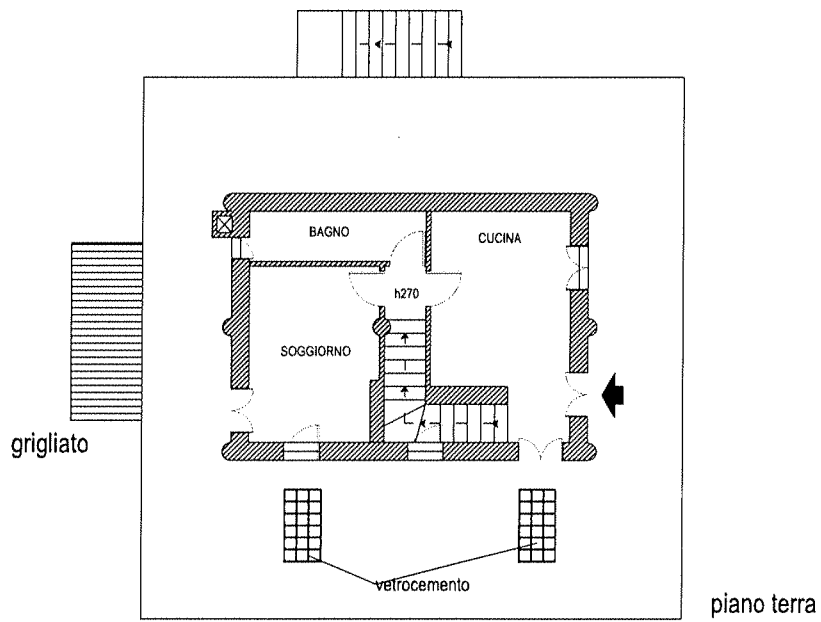 BAGNO
CUCINA
h270
SOGGIORNO
grigliato
vetrocemento
piano terra